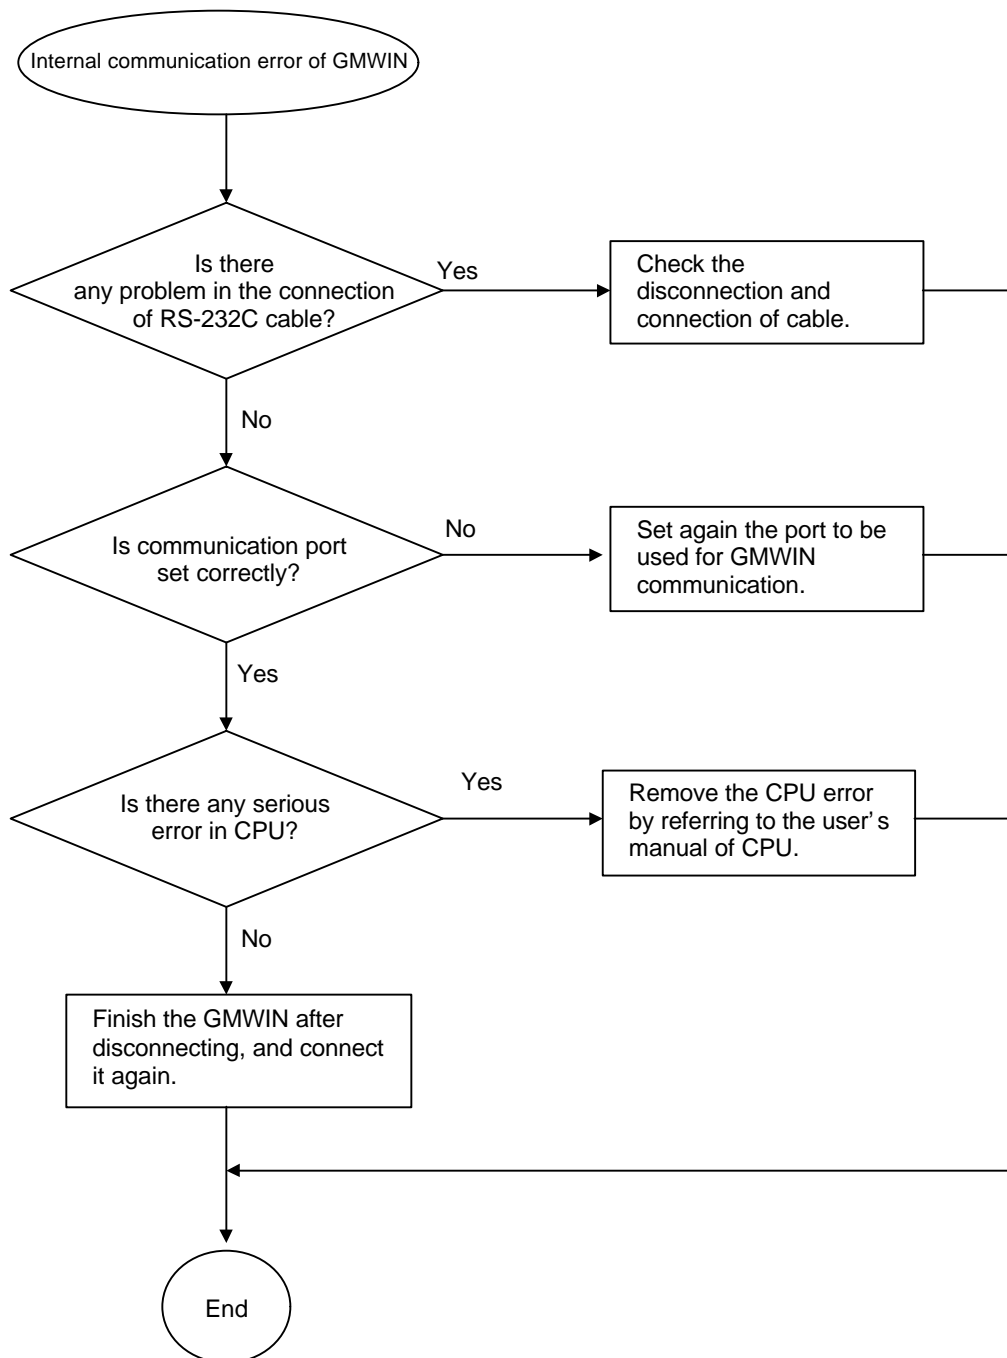 Internal communication error of GMWIN
Is there
any problem in the connection
of RS-232C cable?
Yes
Check the
disconnection and
connection of cable.
No
Is communication port
set correctly?
No
Set again the port to be
used for GMWIN
communication.
Yes
Is there any serious
error in CPU?
Yes
Remove the CPU error
by referring to the user’ s
manual of CPU.
No
Finish the GMWIN after
disconnecting, and connect
it again.
End